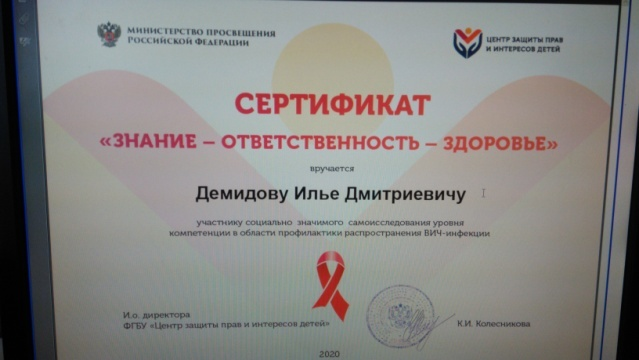 МИНИСТЕРСТВО ПРОСВЕЩЕНИЯ
РОССИЙСКОЙ ФЕДЕРАЦИИ
ЦЕНТР ЗАЩИТЫ ПРАВ
И ИНТЕРЕСОВ ДЕТЕЙ
СЕРТИФИКАТ
«ЗНАНИЕ – ОТВЕТСТВЕННОСТЬ – ЗДОРОВЬЕ»
вручается
Демидову Илье Дмитриевичу
участнику социально значимого самоисследования уровня
компетенции в области профилактики распространения ВИЧ-инфекции
И.о. директора
ФГБУ «Центр защиты прав и интересов детей»
К.И. Колесникова
2020